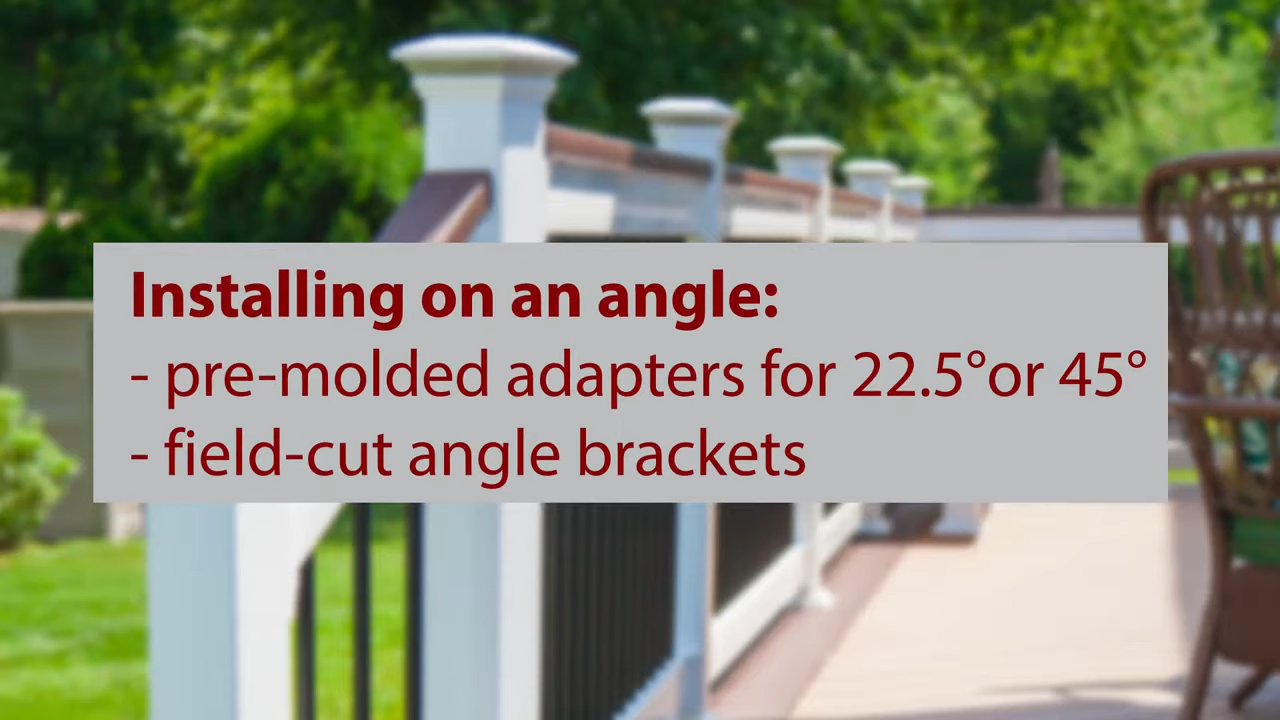 Installing on an angle:
- pre-molded adapters for 22.5°or 45°
- field-cut angle brackets